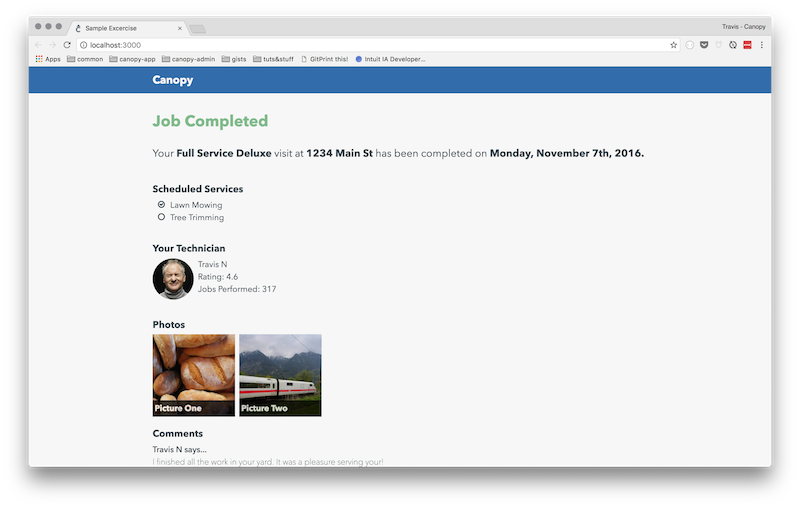 Sample Excercise
Travis - Canopy
localhost:3000
Apps common canopy-app canopy-admin gists tuts&stuff GitPrint this! Intuit IA Developer...
Canopy
Job Completed
Your Full Service Deluxe visit at 1234 Main St has been completed on Monday, November 7th, 2016.
Scheduled Services
Lawn Mowing
Tree Trimming
Your Technician
Travis N
Rating: 4.6
Jobs Performed: 317
Photos
Picture One
Picture Two
Comments
Travis N says...
I finished all the work in your yard. It was a pleasure serving your!